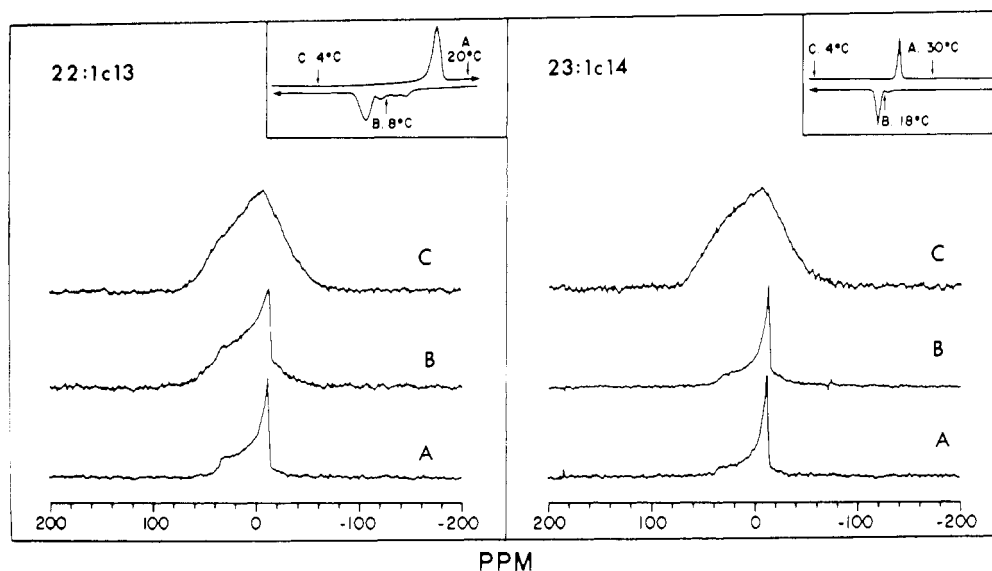 22:1c13
C. 4°C
A.
20°C
B. 8°C
23:1c14
C. 4°C
A. 30°C
B. 18°C
C
C
B
B
A
A
200 100 0 -100 -200
200 100 0 -100 -200
PPM